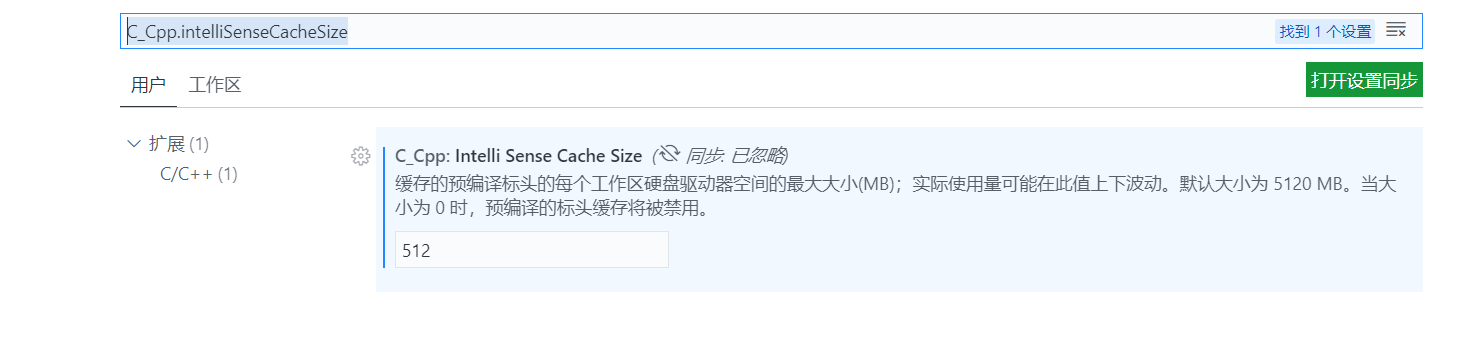 C_Cpp.intelliSenseCacheSize
找到 1 个设置
用户 工作区
打开设置同步
扩展 (1)
C/C++ (1)
C_Cpp: Intelli Sense Cache Size (同步: 已忽略)
缓存的预编译标头的每个工作区硬盘驱动器空间的最大大小(MB)；实际使用量可能在此值上下波动。默认大小为 5120 MB。当大
小为 0 时，预编译的标头缓存将被禁用。
512